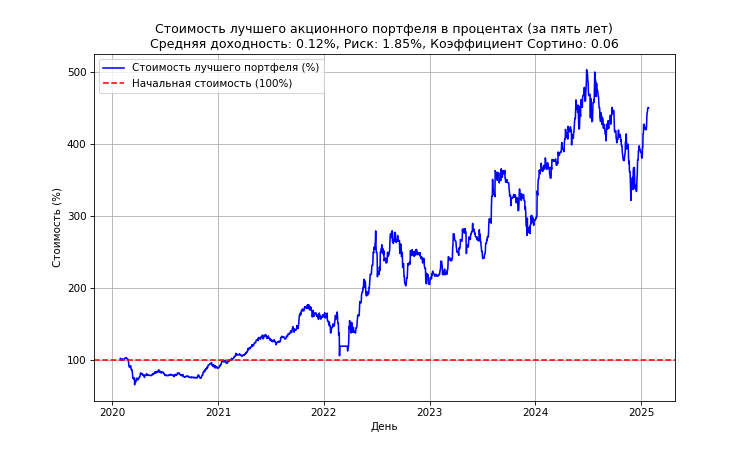 Стоимость лучшего акционного портфеля в процентах (за пять лет)
Средняя доходность: 0.12%, Риск: 1.85%, Коэффициент Сортино: 0.06
Стоимость лучшего портфеля (%)
Начальная стоимость (100%)
Стоимость (%)
500
400
300
200
100
2020
2021
2022
2023
2024
2025
День